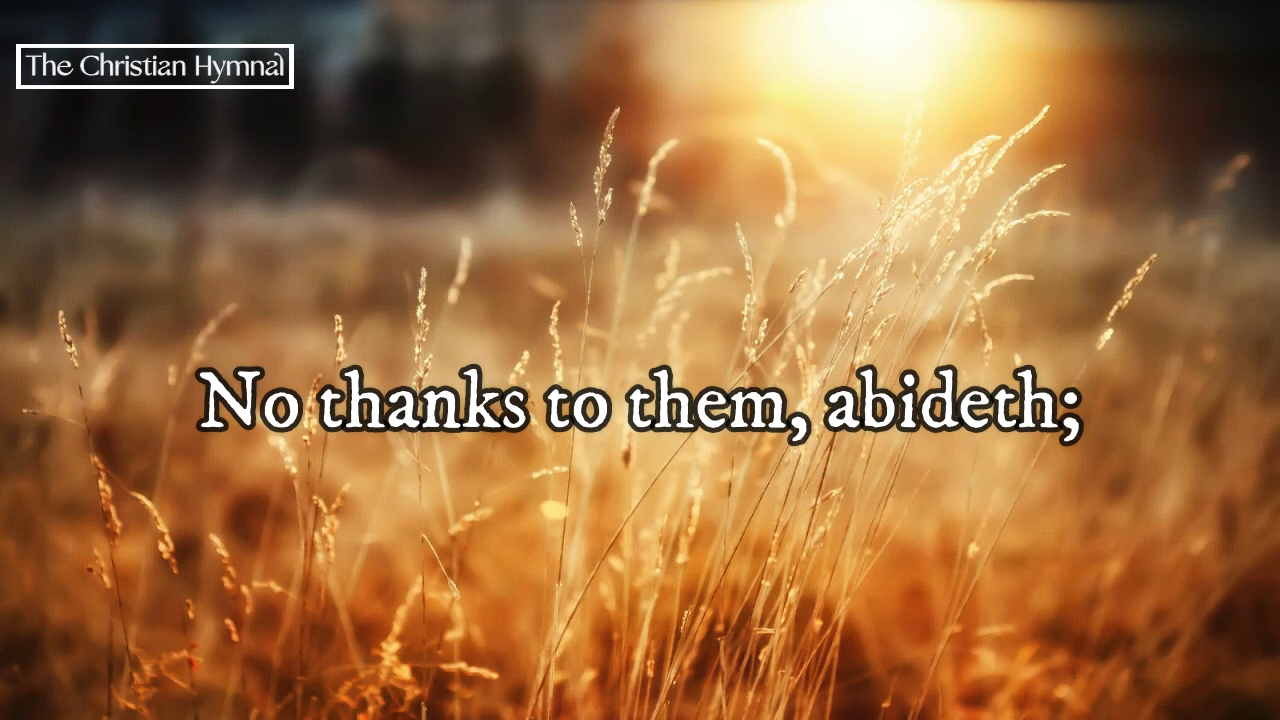 The Christian Hymnal
No thanks to them, abideth;